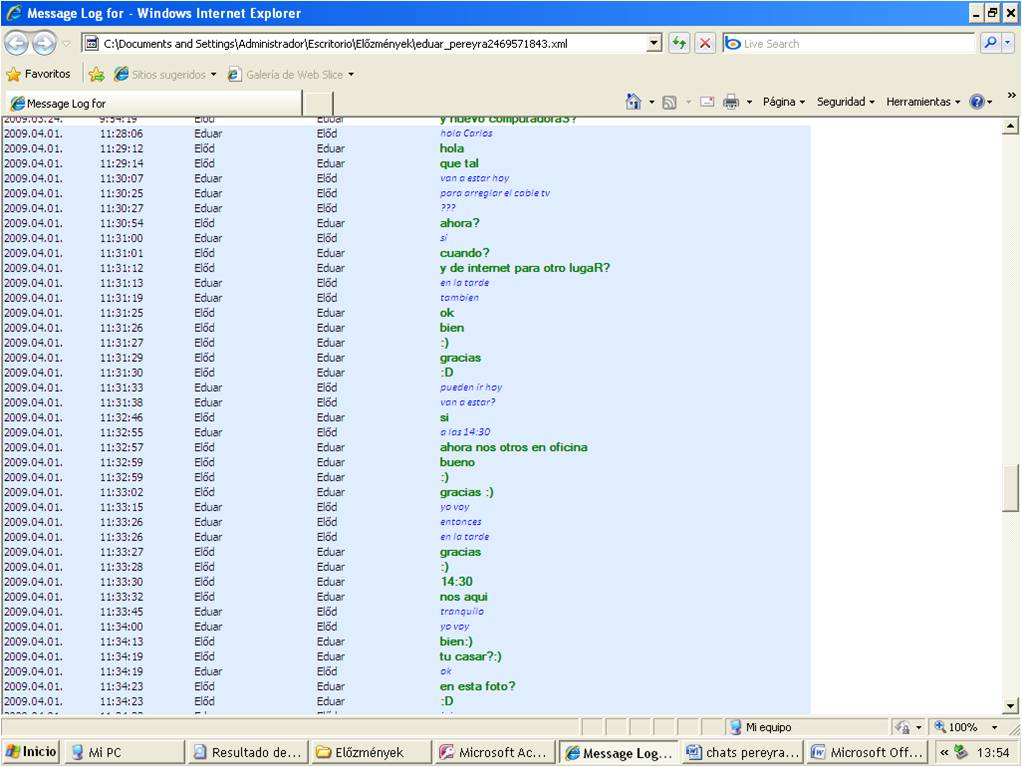 Message Log for - Windows Internet Explorer
C:\Documents and Settings\Administrador\Escritorio\Előzmények\eduar_pereyra2469571843.xml Live Search
Favoritos Sitios sugeridos Galería de Web Slice
Message Log for Página Seguridad Herramientas »
2009.03.24. 9:54:19 Eduar y nuevo computadoraS?
2009.04.01. 11:28:06 Eduar Előd hola Carlos
2009.04.01. 11:29:12 Előd Eduar hola
2009.04.01. 11:29:14 Előd Eduar que tal
2009.04.01. 11:30:07 Eduar Előd van a estar hoy
2009.04.01. 11:30:25 Eduar Előd para arreglar el cable tv
2009.04.01. 11:30:27 Eduar Előd ???
2009.04.01. 11:30:54 Előd Eduar ahora?
2009.04.01. 11:31:00 Eduar Előd si
2009.04.01. 11:31:01 Előd Eduar cuando?
2009.04.01. 11:31:12 Előd Eduar y de internet para otro lugaR?
2009.04.01. 11:31:13 Eduar Előd en la tarde
2009.04.01. 11:31:19 Eduar Előd tambien
2009.04.01. 11:31:25 Előd Eduar ok
2009.04.01. 11:31:26 Előd Eduar bien
2009.04.01. 11:31:27 Előd Eduar :)
2009.04.01. 11:31:29 Előd Eduar gracias
2009.04.01. 11:31:30 Előd Eduar :D
2009.04.01. 11:31:33 Eduar Előd pueden ir hoy
2009.04.01. 11:31:38 Eduar Előd van a estar?
2009.04.01. 11:32:46 Előd Eduar si
2009.04.01. 11:32:55 Eduar Előd a las 14:30
2009.04.01. 11:32:57 Előd Eduar ahora nos otros en oficina
2009.04.01. 11:32:59 Előd Eduar bueno
2009.04.01. 11:32:59 Előd Eduar :)
2009.04.01. 11:33:02 Előd Eduar gracias :)
2009.04.01. 11:33:15 Eduar Előd yo voy
2009.04.01. 11:33:26 Eduar Előd entonces
2009.04.01. 11:33:26 Eduar Előd en la tarde
2009.04.01. 11:33:27 Előd Eduar gracias
2009.04.01. 11:33:28 Előd Eduar :)
2009.04.01. 11:33:30 Előd Eduar 14:30
2009.04.01. 11:33:32 Előd Eduar nos aqui
2009.04.01. 11:33:45 Eduar Előd tranquilo
2009.04.01. 11:34:00 Eduar Előd yo voy
2009.04.01. 11:34:13 Előd Eduar bien:)
2009.04.01. 11:34:19 Előd Eduar tu casar?:)
2009.04.01. 11:34:19 Eduar Előd ok
2009.04.01. 11:34:23 Előd Eduar en esta foto?
2009.04.01. 11:34:23 Előd Eduar :D
Mi equipo 100%
Inicio Mi PC Resultado de... Előzmények Microsoft Ac... Message Log... chats pereyra... Microsoft Off... « 13:54